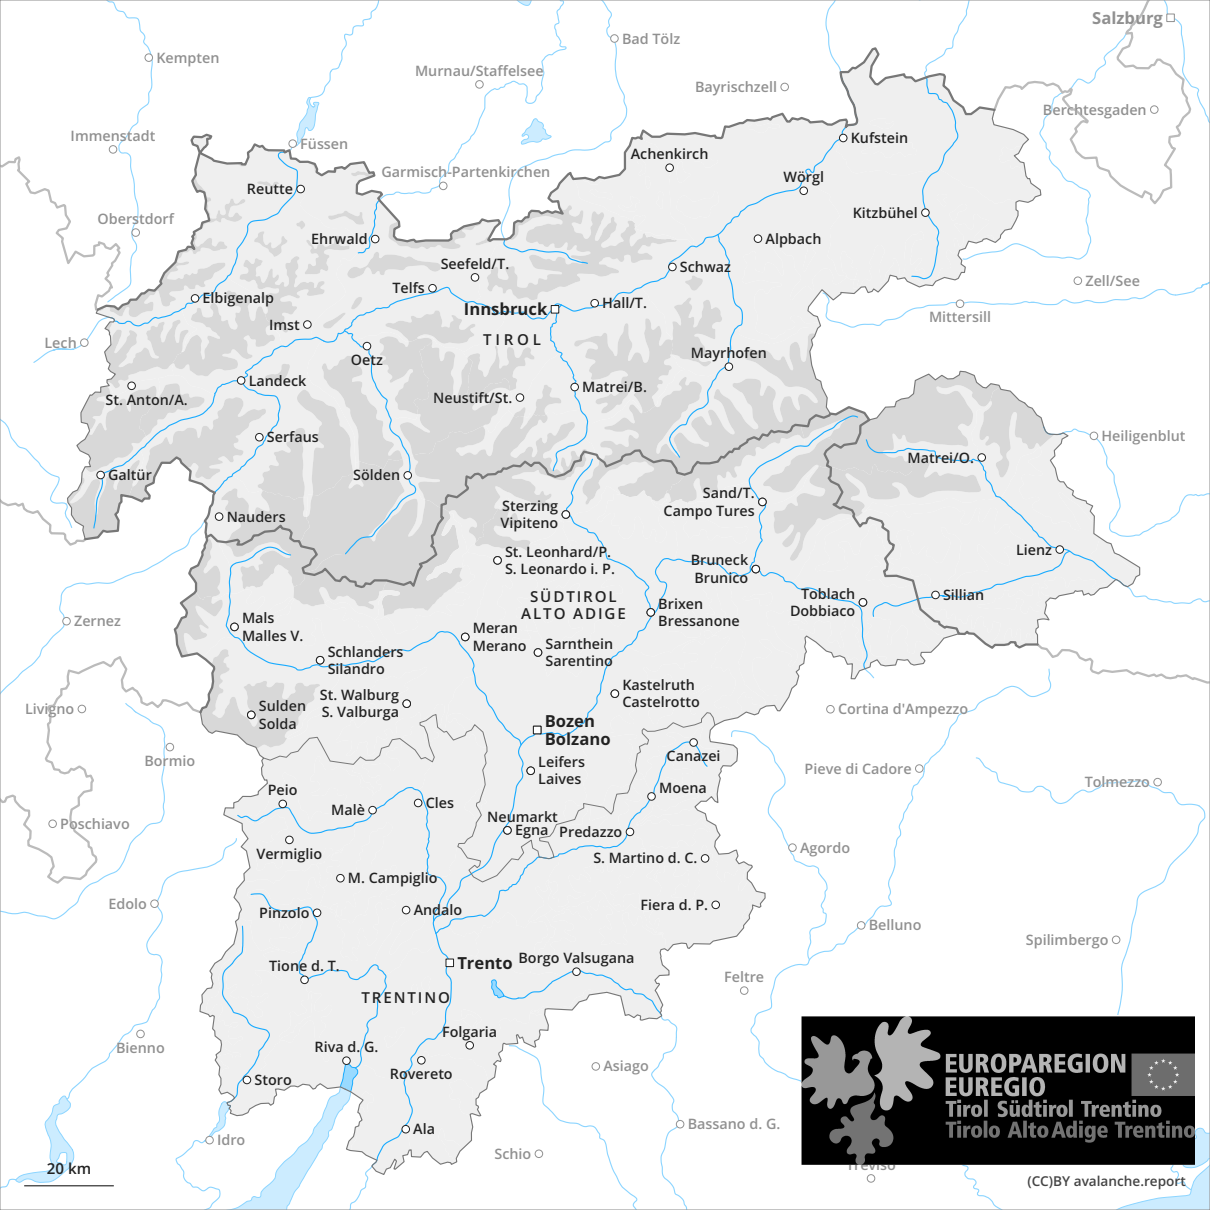 Salzburg
Bad Tölz
Kempten
Murnau/Staffelsee
Bayrischzell
Berchtesgaden
Immenstadt
Füssen
Kufstein
Achenkirch
Garmisch-Partenkirchen
Wörgl
Reutte
Oberstdorf
Kitzbühel
Ehrwald
Alpbach
Seefeld/T.
Schwaz
Zell/See
Telfs
Elbigenalp
Hall/T.
Innsbruck
Mittersill
Imst
TIROL
Lech
Mayrhofen
Oetz
Landeck
Matrei/B.
St. Anton/A.
Neustift/St.
Serfaus
Heiligenblut
Matrei/O.
Galtür
Sölden
Sand/T.
Campo Tures
Sterzing
Vipiteno
Nauders
St. Leonhard/P.
S. Leonardo i. P.
Lienz
Bruneck
Brunico
SÜDTIROL
ALTO ADIGE
Toblach
Dobbiaco
Sillian
Brixen
Bressanone
Zernez
Mals
Malles V.
Meran
Merano
Sarnthein
Sarentino
Schlanders
Silandro
Kastelruth
Castelrotto
St. Walburg
S. Valburga
Sulden
Solda
Livigno
Cortina d'Ampezzo
Bozen
Bolzano
Canazei
Bormio
Leifers
Laives
Pieve di Cadore
Tolmezzo
Peio
Moena
Malè
Cles
Neumarkt
Egna
Predazzo
Poschiavo
Vermiglio
S. Martino d. C.
Agordo
M. Campiglio
Edolo
Pinzolo
Andalo
Fiera d. P.
Belluno
Spilimbergo
Trento
Borgo Valsugana
Tione d. T.
Feltre
TRENTINO
Folgaria
Bienno
Riva d. G.
Rovereto
Storo
Asiago
EUROPAREGION
EUREGIO
Tirol Südtirol Trentino
Tirolo Alto Adige Trentino
Idro
Ala
Bassano d. G.
Schio
Treviso
20 km
(CC)BY avalanche.report